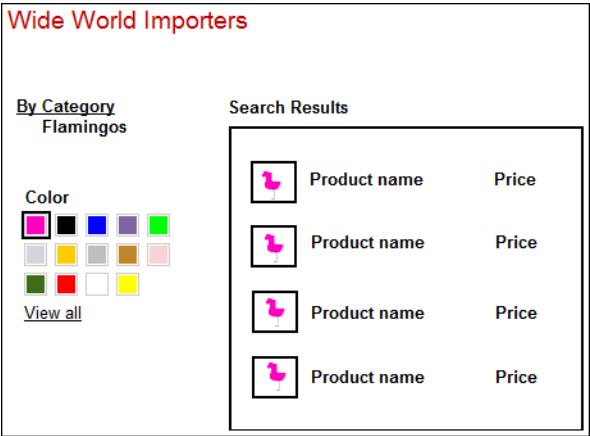 Wide World Importers
By Category
Flamingos
Color
View all
Search Results
Product name Price
Product name Price
Product name Price
Product name Price